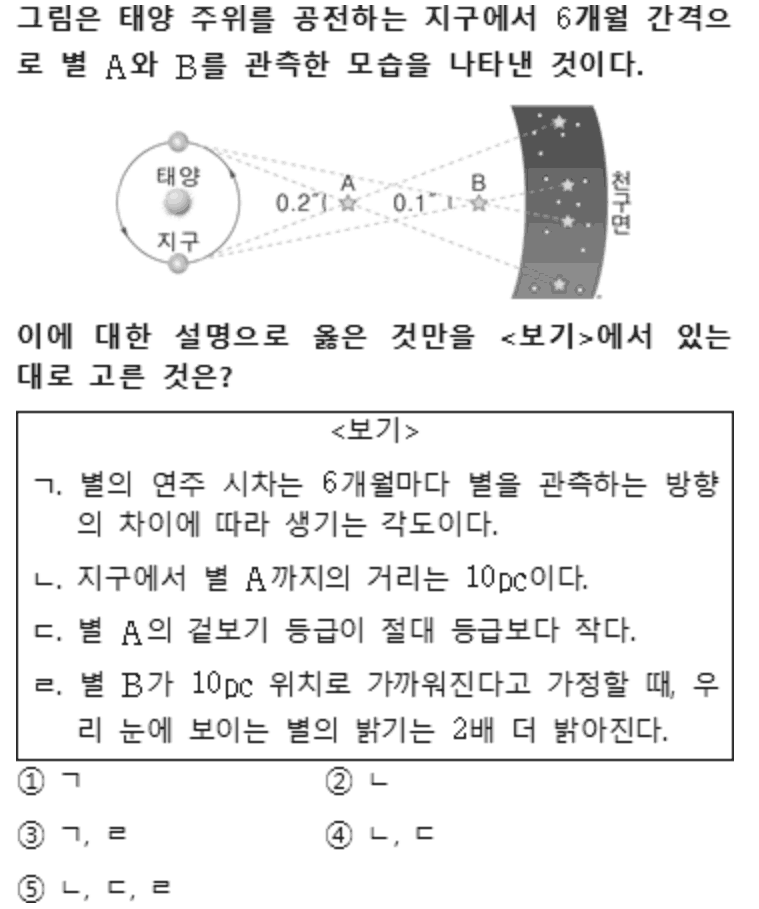 그림은 태양 주위를 공전하는 지구에서 6개월 간격으
로 별 A와 B를 관측한 모습을 나타낸 것이다.
태양
지구
A
0.2″
B
0.1″
천구면
이에 대한 설명으로 옳은 것만을 <보기>에서 있는
대로 고른 것은?
<보기>
ㄱ. 별의 연주 시차는 6개월마다 별을 관측하는 방향
의 차이에 따라 생기는 각도이다.
ㄴ. 지구에서 별 A까지의 거리는 10pc이다.
ㄷ. 별 A의 겉보기 등급이 절대 등급보다 작다.
ㄹ. 별 B가 10pc 위치로 가까워진다고 가정할 때, 우
리 눈에 보이는 별의 밝기는 2배 더 밝아진다.
① ㄱ ② ㄴ
③ ㄱ, ㄹ ④ ㄴ, ㄷ
⑤ ㄴ, ㄷ, ㄹ